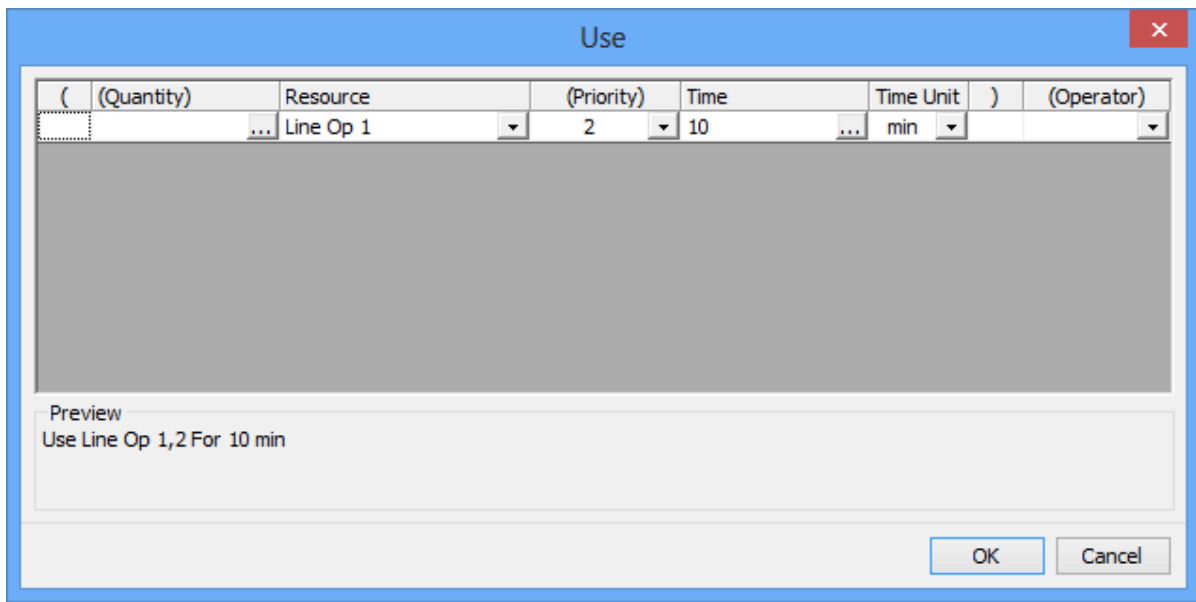 Use
( (Quantity) Resource (Priority) Time Time Unit ) (Operator)
... Line Op 1 2 10 ... min
Preview
Use Line Op 1,2 For 10 min
OK Cancel